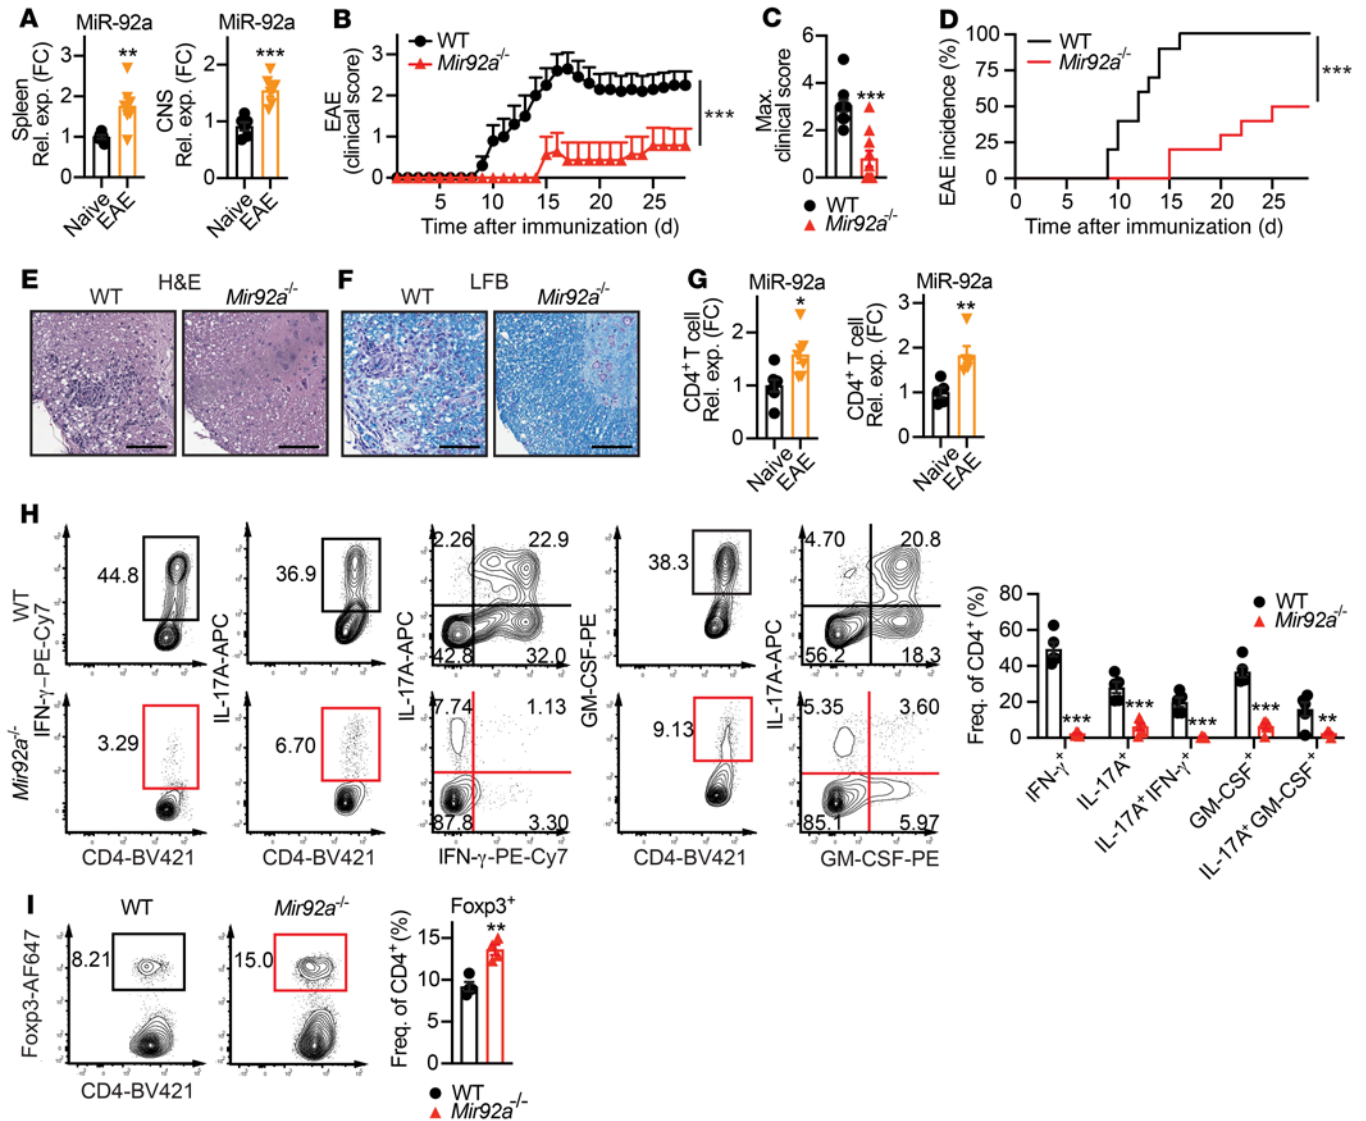 A
MiR-92a
MiR-92a
Spleen
Rel. exp. (FC)
3
2
1
0
**
Naive
EAE
CNS
Rel. exp. (FC)
2
1
0
***
Naive
EAE
B
WT
Mir92a-/-
EAE
(clinical score)
3
2
1
0
5
10
15
20
25
Time after immunization (d)
***
C
Max.
clinical score
6
4
2
0
***
WT
Mir92a-/-
D
EAE incidence (%)
100
75
50
25
0
WT
Mir92a-/-
***
0
5
10
15
20
25
Time after immunization (d)
E
H&E
WT
Mir92a-/-
F
LFB
WT
Mir92a-/-
G
MiR-92a
CD4+ T cell
Rel. exp. (FC)
2
1
0
*
Naive
EAE
MiR-92a
CD4+ T cell
Rel. exp. (FC)
3
2
1
0
**
Naive
EAE
H
WT
IFN-γ-PE-Cy7
44.8
IL-17A-APC
36.9
IL-17A-APC
2.26
22.9
42.8
32.0
GM-CSF-PE
38.3
IL-17A-APC
4.70
20.8
56.2
18.3
Mir92a-/-
3.29
6.70
7.74
1.13
87.8
3.30
9.13
5.35
3.60
85.1
5.97
CD4-BV421
CD4-BV421
IFN-γ-PE-Cy7
CD4-BV421
GM-CSF-PE
Freq. of CD4+ (%)
80
60
40
20
0
WT
Mir92a-/-
***
***
***
***
**
IFN-γ+
IL-17A+
IL-17A+ IFN-γ+
GM-CSF+
IL-17A+ GM-CSF+
I
WT
Mir92a-/-
Foxp3-AF647
8.21
15.0
CD4-BV421
Foxp3+
**
Freq. of CD4+ (%)
15
10
5
0
WT
Mir92a-/-